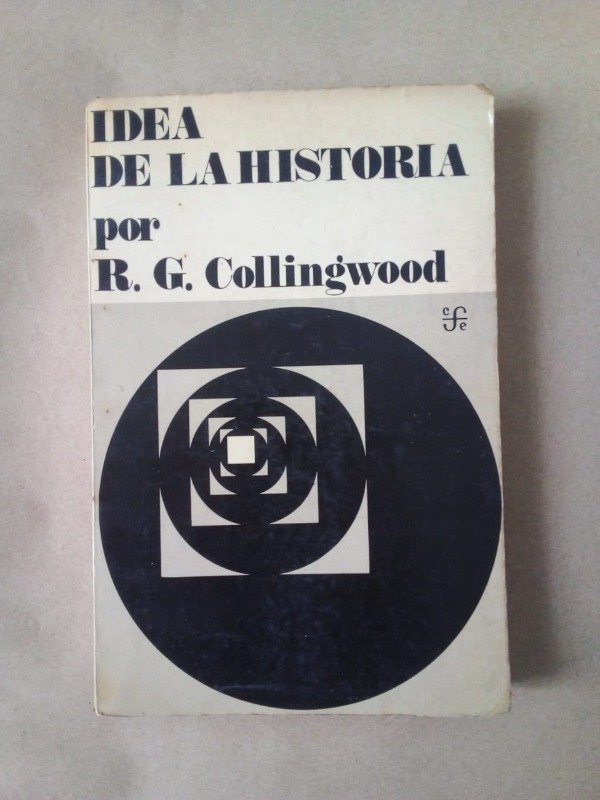 IDEA
DE LA HISTORIA
por
R. G. Collingwood
c f e